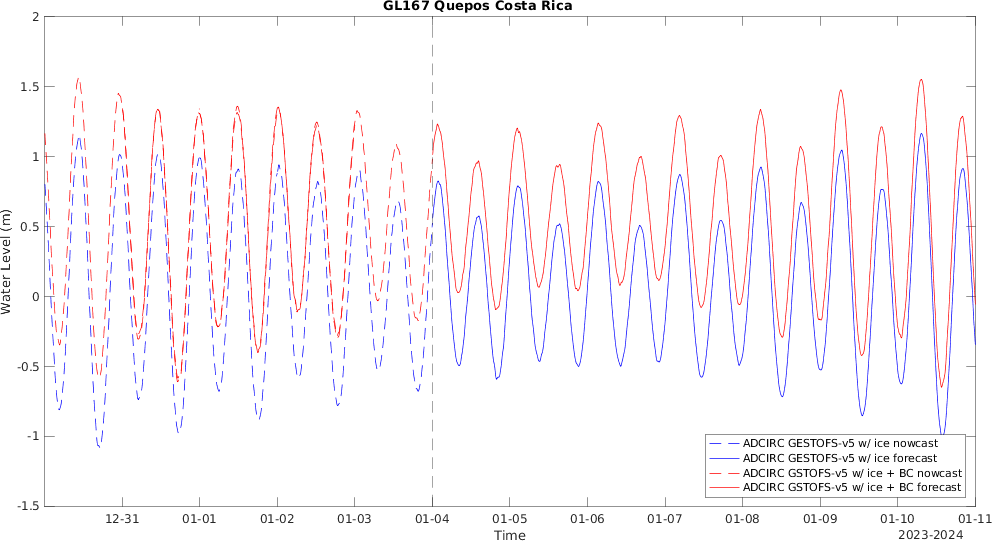 GL167 Quepos Costa Rica
2
1.5
1
0.5
0
-0.5
-1
-1.5
Water Level (m)
12-31 01-01 01-02 01-03 01-04 01-05 01-06 01-07 01-08 01-09 01-10 01-11
Time
2023-2024
ADCIRC GESTOFS-v5 w/ ice nowcast
ADCIRC GESTOFS-v5 w/ ice forecast
ADCIRC GSTOFS-v5 w/ ice + BC nowcast
ADCIRC GSTOFS-v5 w/ ice + BC forecast